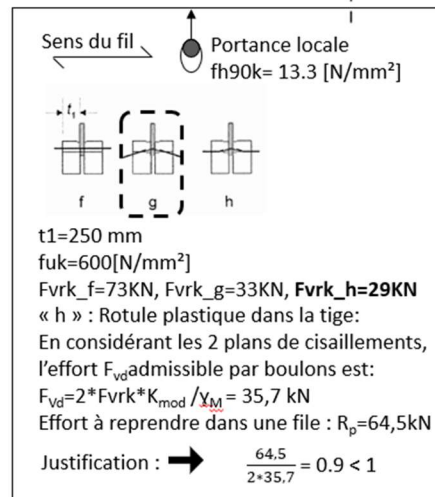 Sens du fil
Portance locale
fh90k= 13.3 [N/mm²]
t₁
f
g
h
t1=250 mm
fuk=600[N/mm²]
Fvrk_f=73KN, Fvrk_g=33KN, Fvrk_h=29KN
« h » : Rotule plastique dans la tige:
En considérant les 2 plans de cisaillements,
l'effort Fᵥdadmissible par boulons est:
Fᵥd=2*Fvrk*Kmod /γM = 35,7 kN
Effort à reprendre dans une file : Rp=64,5kN
Justification :
64,5
2*35,7
= 0.9 < 1